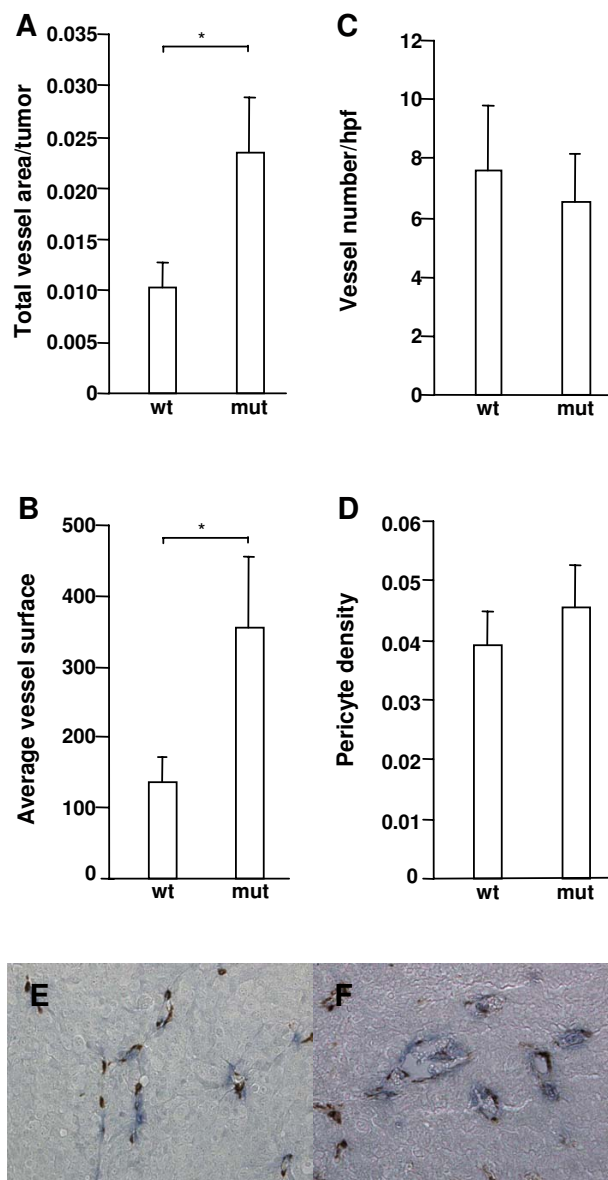 A
Total vessel area/tumor
0.035
0.030
0.025
0.020
0.015
0.010
0.005
0
*
wt
mut
C
Vessel number/hpf
12
10
8
6
4
2
0
wt
mut
B
Average vessel surface
500
400
300
200
100
0
*
wt
mut
D
Pericyte density
0.06
0.05
0.04
0.03
0.02
0.01
0
wt
mut
E
F